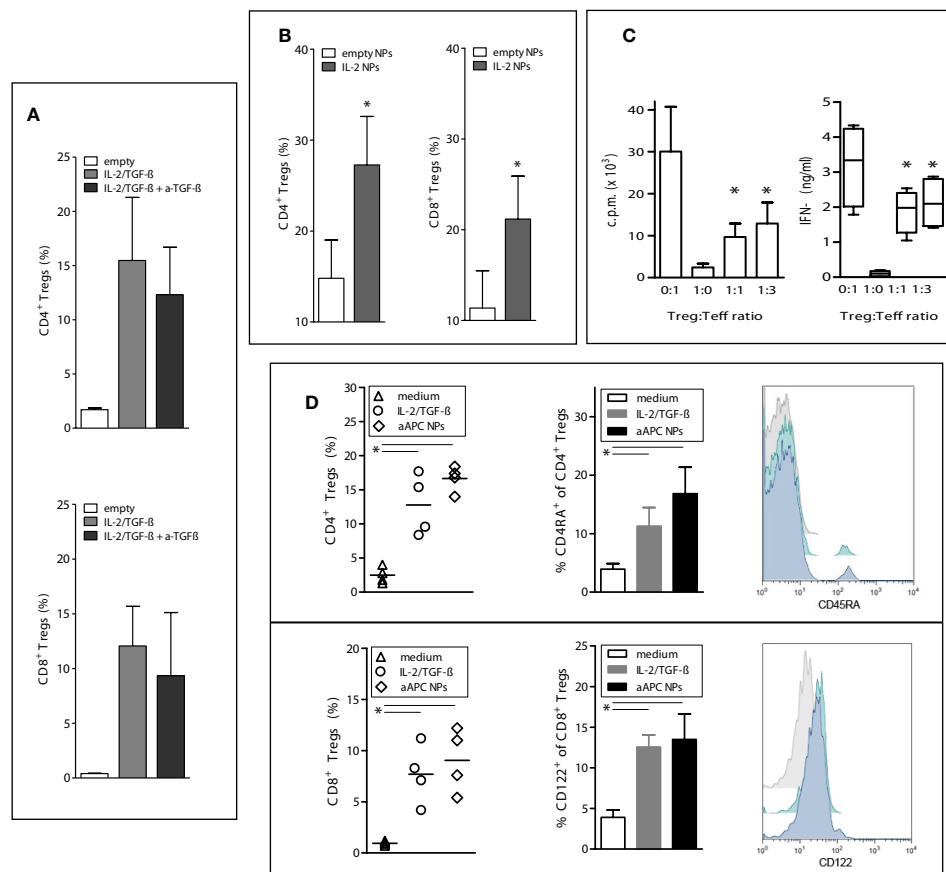 A
25
20
15
10
5
0
CD4+ Tregs (%)
empty
IL-2/TGF-ß
IL-2/TGF-ß + a-TGF-ß
25
20
15
10
5
0
CD8+ Tregs (%)
empty
IL-2/TGF-ß
IL-2/TGF-ß + a-TGFß
B
empty NPs
IL-2 NPs
40
30
20
10
CD4+ Tregs (%)
*
empty NPs
IL-2 NPs
40
30
20
10
CD8+ Tregs (%)
*
C
40
30
20
10
0
c.p.m. (x 10³)
* *
0:1 1:0 1:1 1:3
Treg:Teff ratio
5
4
3
2
1
0
IFN- (ng/ml)
* *
0:1 1:0 1:1 1:3
Treg:Teff ratio
D
30
25
20
15
10
5
0
CD4+ Tregs (%)
medium
IL-2/TGF-ß
aAPC NPs
*
30
20
10
0
% CD4RA+ of CD4+ Tregs
medium
IL-2/TGF-ß
aAPC NPs
*
10⁰ 10¹ 10² 10³ 10⁴
CD45RA
20
15
10
5
0
CD8+ Tregs (%)
medium
IL-2/TGF-ß
aAPC NPs
*
25
20
15
10
5
0
% CD122+ of CD8+ Tregs
medium
IL-2/TGF-ß
aAPC NPs
*
10⁰ 10¹ 10² 10³ 10⁴
CD122